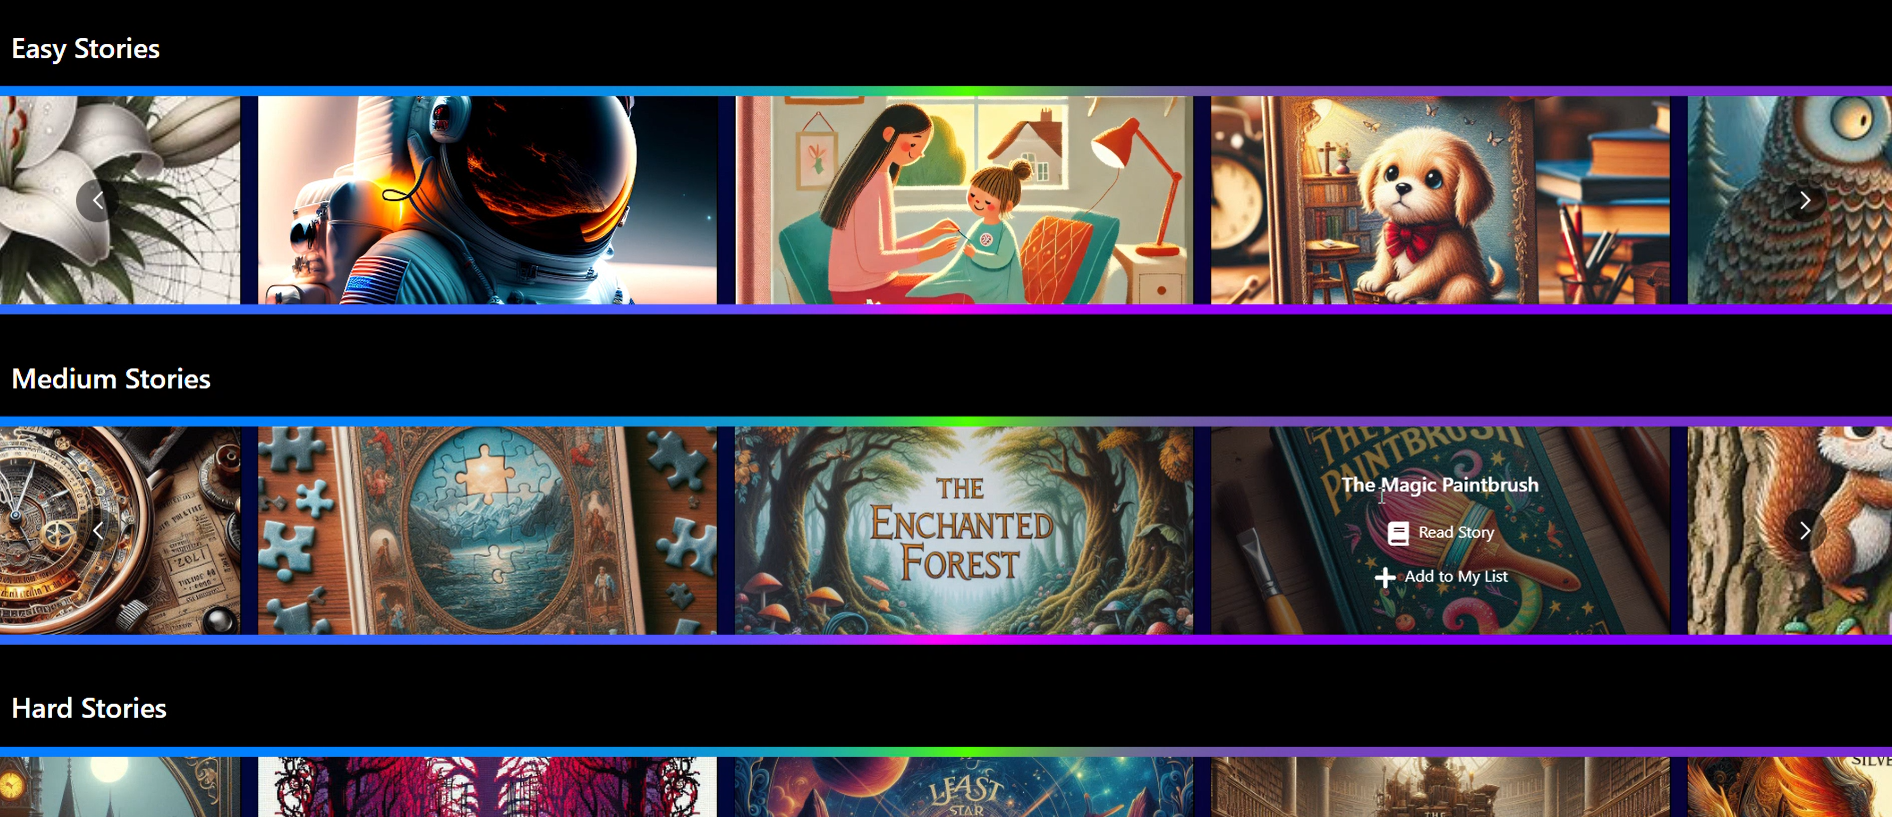 Easy Stories
Medium Stories
THE
ENCHANTED
FOREST
THE
PAINTBRUSH
The Magic Paintbrush
Read Story
Add to My List
Hard Stories
LEAST
STAR
THE
SILVE